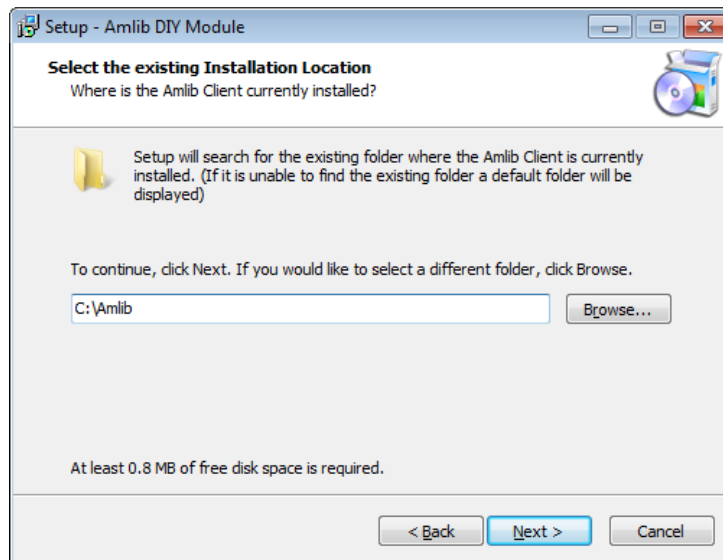 Setup - Amlib DIY Module
Select the existing Installation Location
Where is the Amlib Client currently installed?
Setup will search for the existing folder where the Amlib Client is currently
installed. (If it is unable to find the existing folder a default folder will be
displayed)
To continue, click Next. If you would like to select a different folder, click Browse.
C:\Amlib
Browse...
At least 0.8 MB of free disk space is required.
< Back
Next >
Cancel